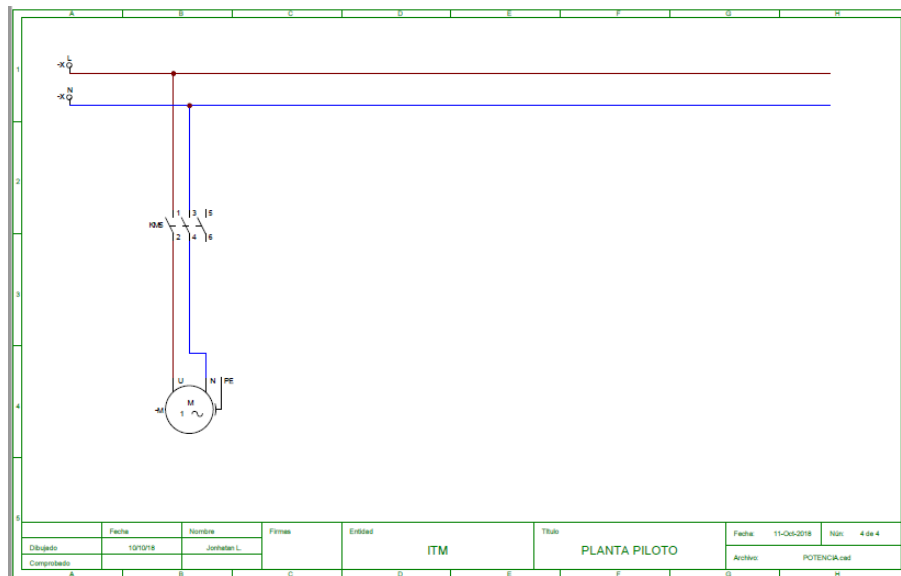 A B C D E F G H
1
L
-X
N
-X
2
1 3 5
KM5
2 4 6
3
U N PE
4
-M
M
1
5
Fecha Nombre Firmas Entidad Título
Fecha: 11-Oct-2018 Núm: 4 de 4
Dibujado 10/10/18 Jonhatan L.
ITM
PLANTA PILOTO
Comprobado
Archivo: POTENCIA.cad
A B C D E F G H